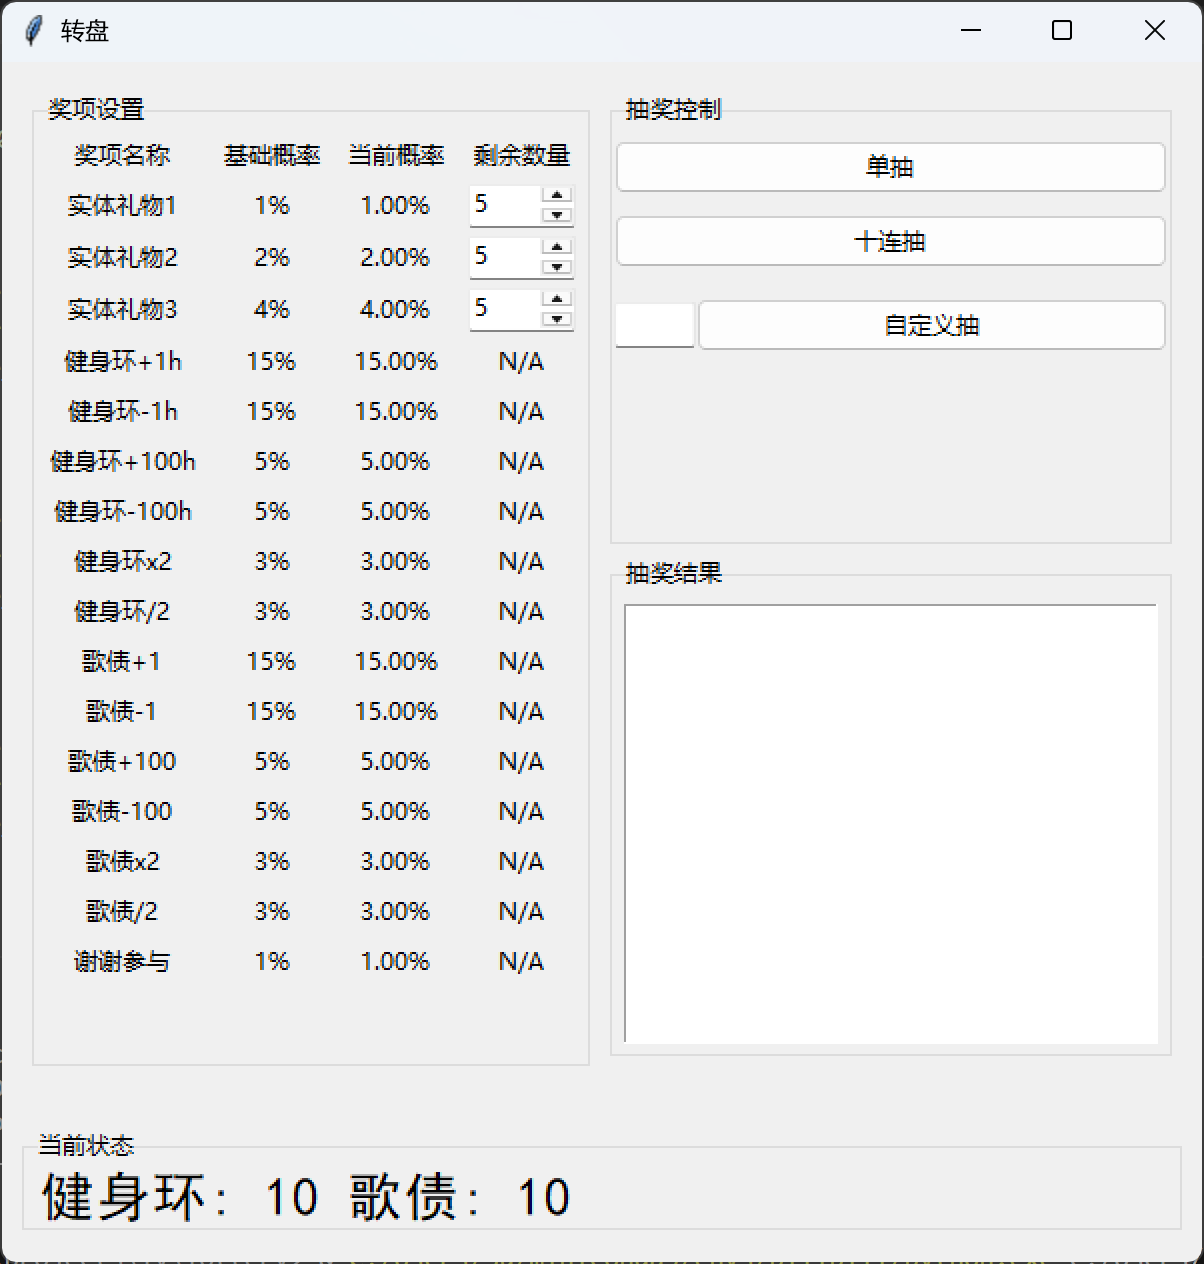 转盘
奖项设置
奖项名称 基础概率 当前概率 剩余数量
实体礼物1 1% 1.00% 5
实体礼物2 2% 2.00% 5
实体礼物3 4% 4.00% 5
健身环+1h 15% 15.00% N/A
健身环-1h 15% 15.00% N/A
健身环+100h 5% 5.00% N/A
健身环-100h 5% 5.00% N/A
健身环x2 3% 3.00% N/A
健身环/2 3% 3.00% N/A
歌债+1 15% 15.00% N/A
歌债-1 15% 15.00% N/A
歌债+100 5% 5.00% N/A
歌债-100 5% 5.00% N/A
歌债x2 3% 3.00% N/A
歌债/2 3% 3.00% N/A
谢谢参与 1% 1.00% N/A
抽奖控制
单抽
十连抽
自定义抽
抽奖结果
当前状态
健身环: 10 歌债: 10